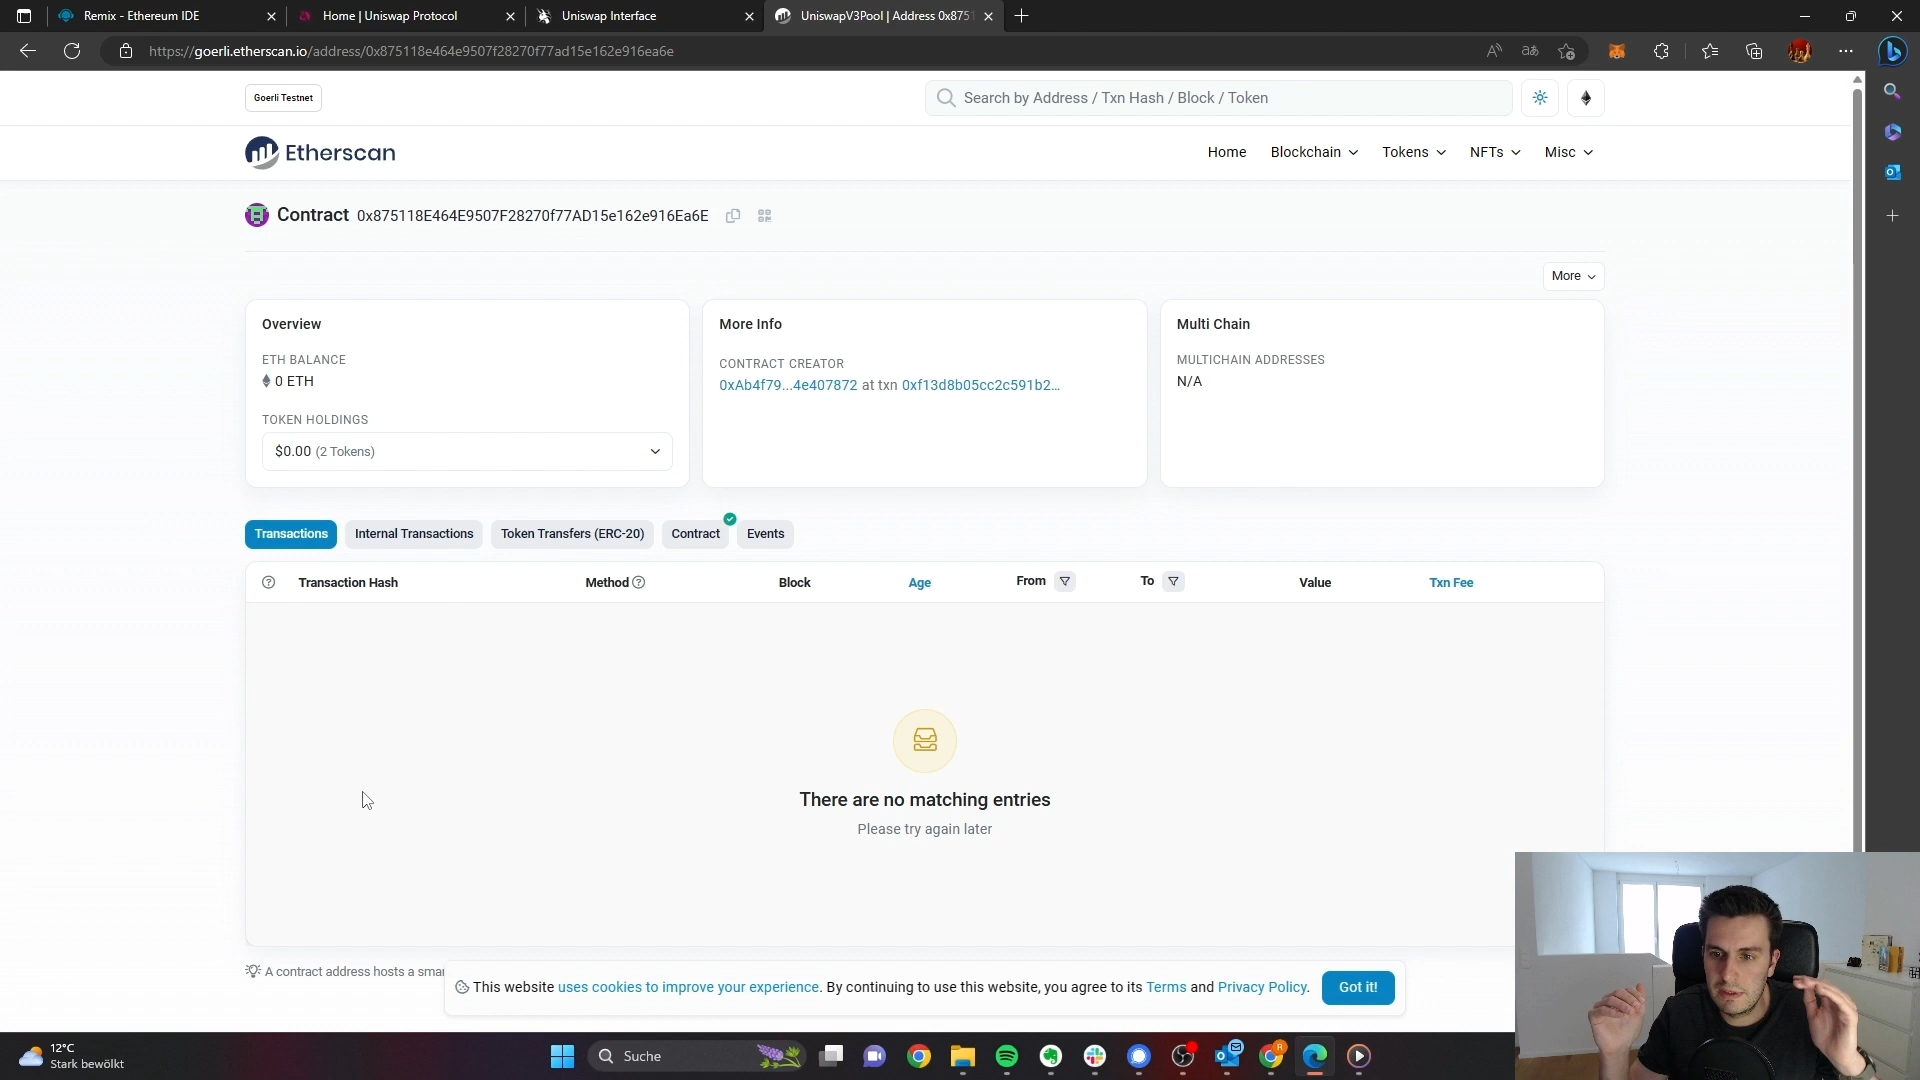 Remix - Ethereum IDE
Home | Uniswap Protocol
Uniswap Interface
UniswapV3Pool | Address 0x8751
https://goerli.etherscan.io/address/0x875118e464e9507f28270f77ad15e162e916ea6e
Goerli Testnet
Search by Address / Txn Hash / Block / Token
Etherscan
Home
Blockchain
Tokens
NFTs
Misc
Contract 0x875118E464E9507F28270f77AD15e162e916Ea6E
More
Overview
ETH BALANCE
0 ETH
TOKEN HOLDINGS
$0.00 (2 Tokens)
More Info
CONTRACT CREATOR
0xAb4f79...4e407872 at txn 0xf13d8b05cc2c591b2...
Multi Chain
MULTICHAIN ADDRESSES
N/A
Transactions
Internal Transactions
Token Transfers (ERC-20)
Contract
Events
Transaction Hash
Method
Block
Age
From
To
Value
Txn Fee
There are no matching entries
Please try again later
A contract address hosts a smar
This website uses cookies to improve your experience. By continuing to use this website, you agree to its Terms and Privacy Policy.
Got it!
12°C
Stark bewölkt
Suche